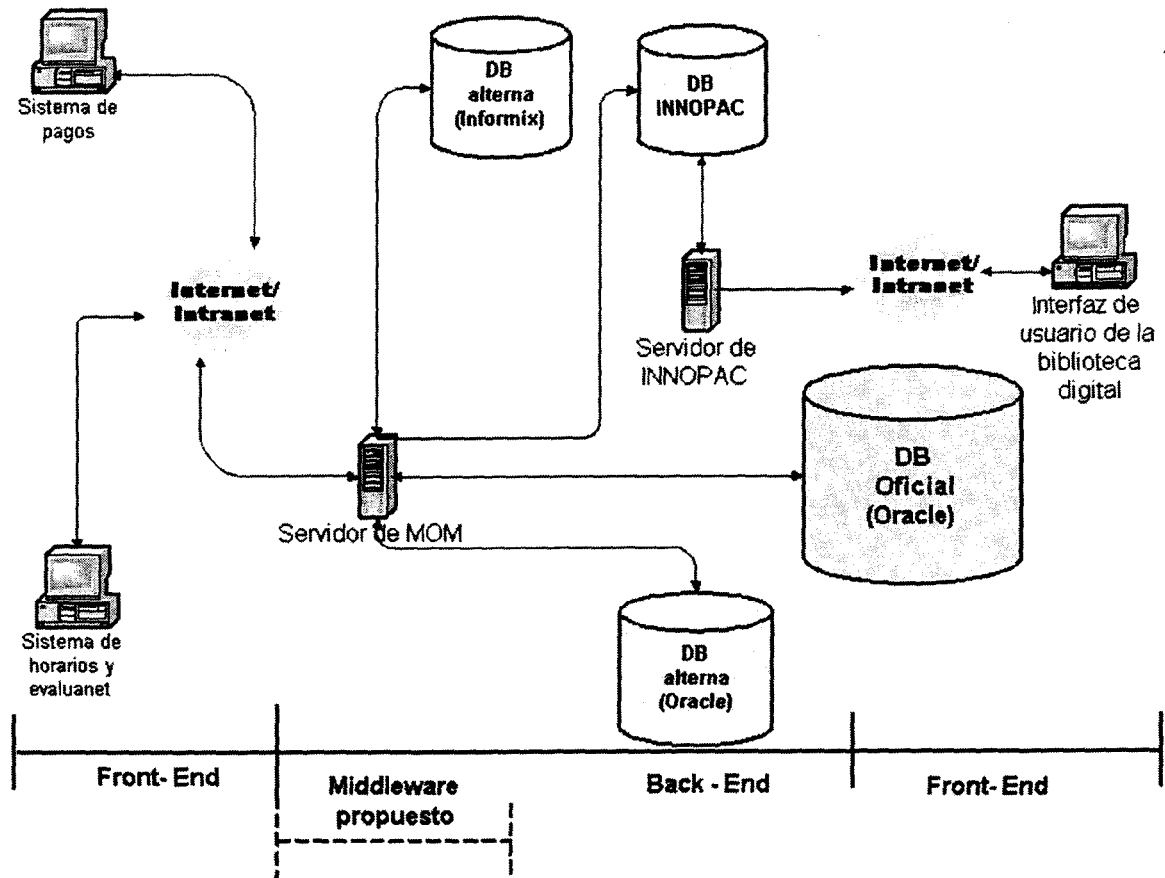 Sistema de
pagos
DB
alterna
(Informix)
DB
INNOPAC
Internet/
Intranet
Servidor de
INNOPAC
Internet/
Intranet
Interfaz de
usuario de la
biblioteca
digital
DB
Oficial
(Oracle)
Servidor de MOM
Sistema de
horarios y
evaluanet
DB
alterna
(Oracle)
Front- End
Middleware
propuesto
Back - End
Front- End